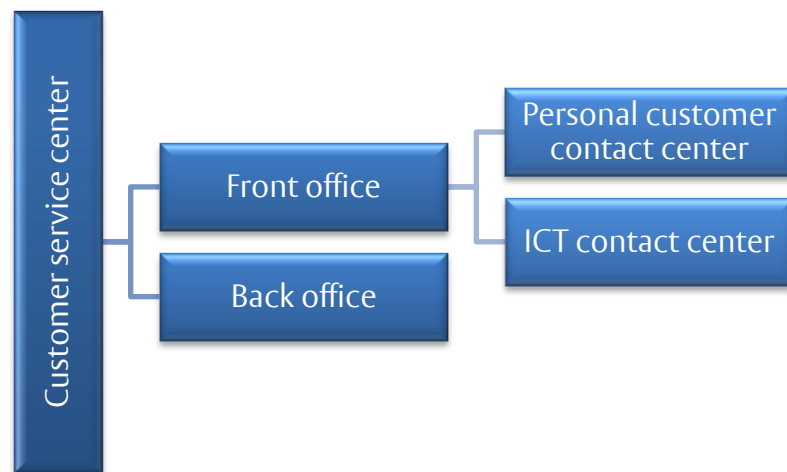 Customer service center
Front office
Back office
Personal customer
contact center
ICT contact center